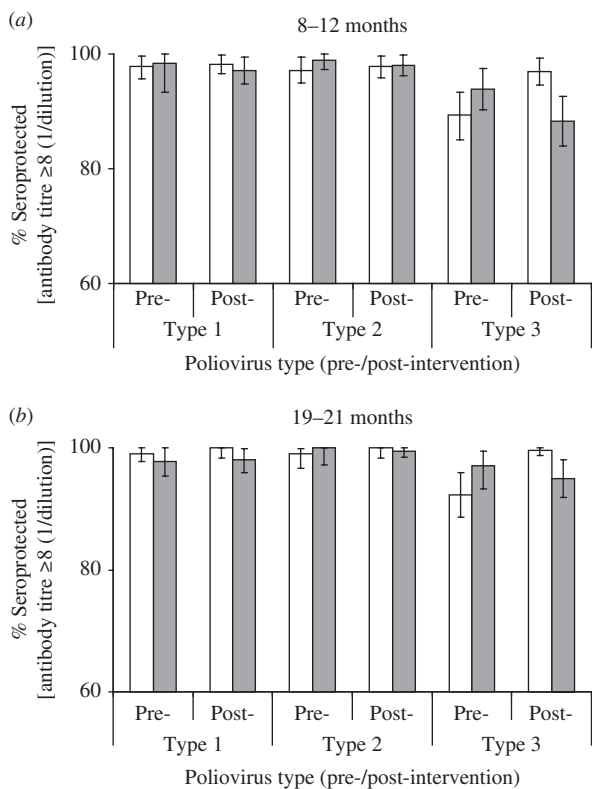 (a)
8–12 months
% Seroprotected
[antibody titre ≥8 (1/dilution)]
100
80
60
Pre- Post- Pre- Post- Pre- Post-
Type 1 Type 2 Type 3
Poliovirus type (pre-/post-intervention)
(b)
19–21 months
% Seroprotected
[antibody titre ≥8 (1/dilution)]
100
80
60
Pre- Post- Pre- Post- Pre- Post-
Type 1 Type 2 Type 3
Poliovirus type (pre-/post-intervention)